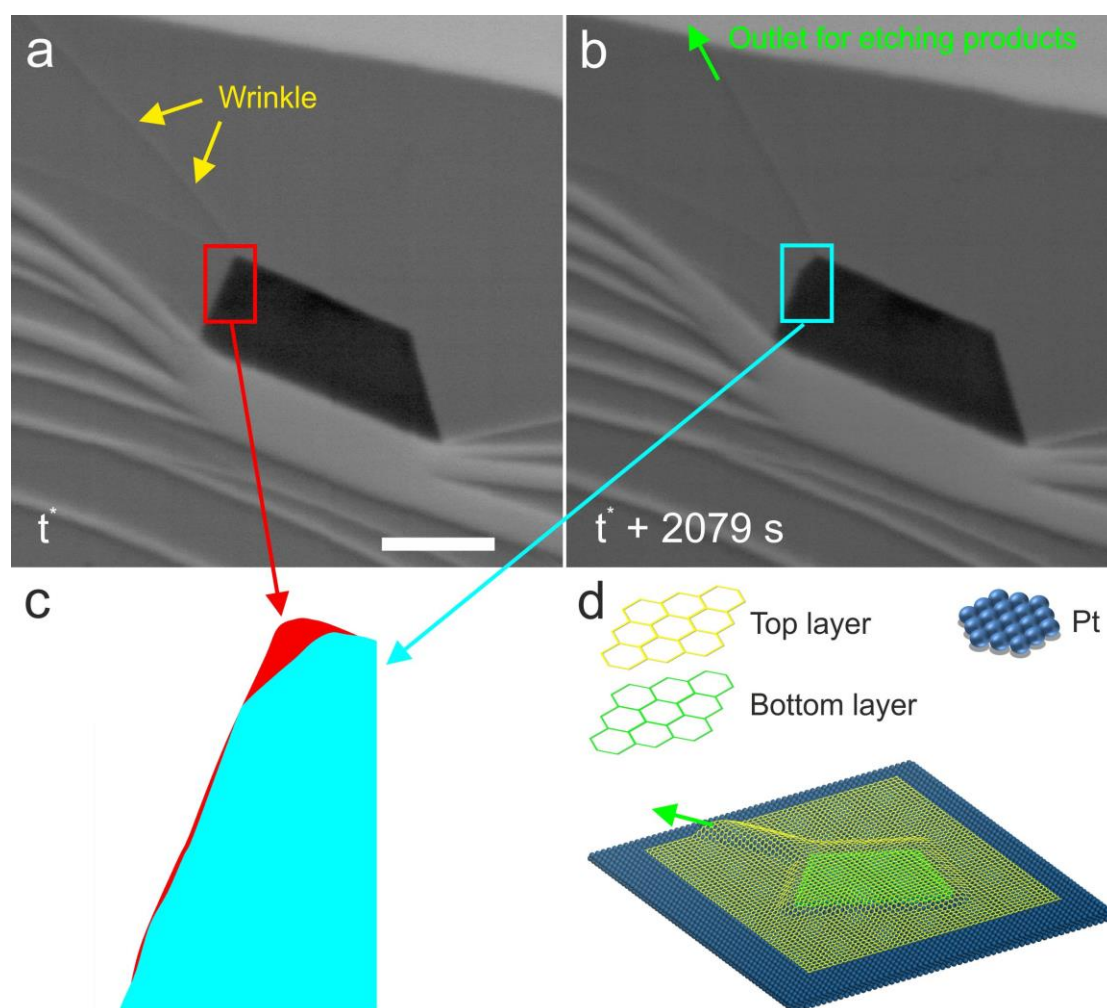 a
Wrinkle
t*
b
Outlet for etching products
t* + 2079 s
c
d
Top layer
Pt
Bottom layer